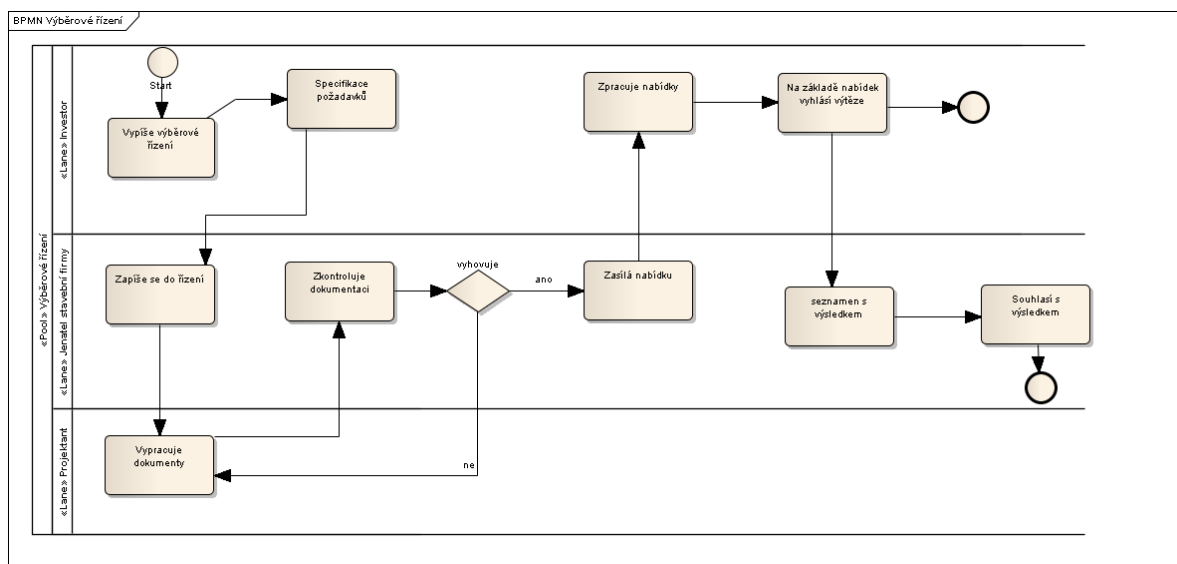 BPMN Výběrové řízení
«Pool» Výběrové řízení
«Lane» Investor
Start
Vypíše výběrové
řízení
Specifikace
požadavků
Zpracuje nabídky
Na základě nabídek
vyhlásí výtěze
«Lane» Jenatel stavební firmy
Zapíše se do řízení
Zkontroluje
dokumentaci
vyhovuje
ano
Zasílá nabídku
seznamen s
výsledkem
Souhlasí s
výsledkem
«Lane» Projektant
Vypracuje
dokumenty
ne